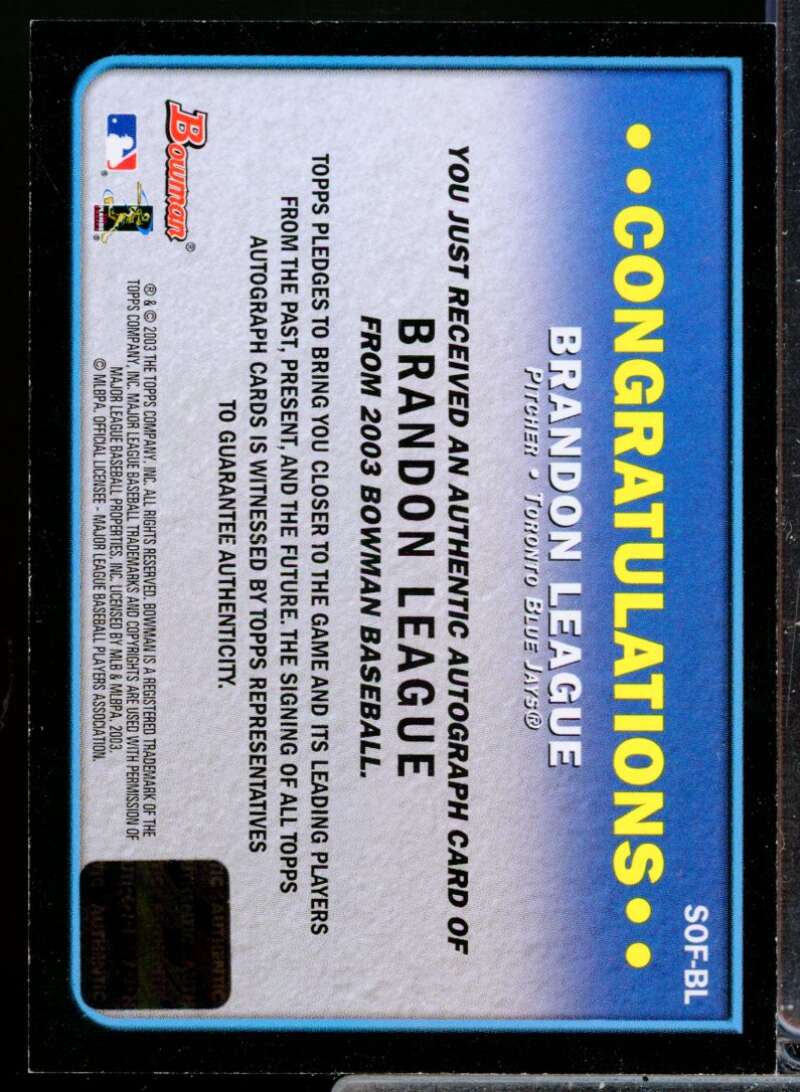 SOF-BL
••CONGRATULATIONS••
BRANDON LEAGUE
PITCHER • TORONTO BLUE JAYS®
YOU JUST RECEIVED AN AUTHENTIC AUTOGRAPH CARD OF
BRANDON LEAGUE
FROM 2003 BOWMAN BASEBALL.
TOPPS PLEDGES TO BRING YOU CLOSER TO THE GAME AND ITS LEADING PLAYERS
FROM THE PAST, PRESENT, AND THE FUTURE. THE SIGNING OF ALL TOPPS
AUTOGRAPH CARDS IS WITNESSED BY TOPPS REPRESENTATIVES
TO GUARANTEE AUTHENTICITY.
Bowman®
® & © 2003 THE TOPPS COMPANY, INC. ALL RIGHTS RESERVED. BOWMAN IS A REGISTERED TRADEMARK OF THE
TOPPS COMPANY, INC. MAJOR LEAGUE BASEBALL TRADEMARKS AND COPYRIGHTS ARE USED WITH PERMISSION OF
MAJOR LEAGUE BASEBALL PROPERTIES, INC. LICENSED BY MLB & MLBPA, 2003.
© MLBPA. OFFICIAL LICENSEE - MAJOR LEAGUE BASEBALL PLAYERS ASSOCIATION.
AUTHENTIC